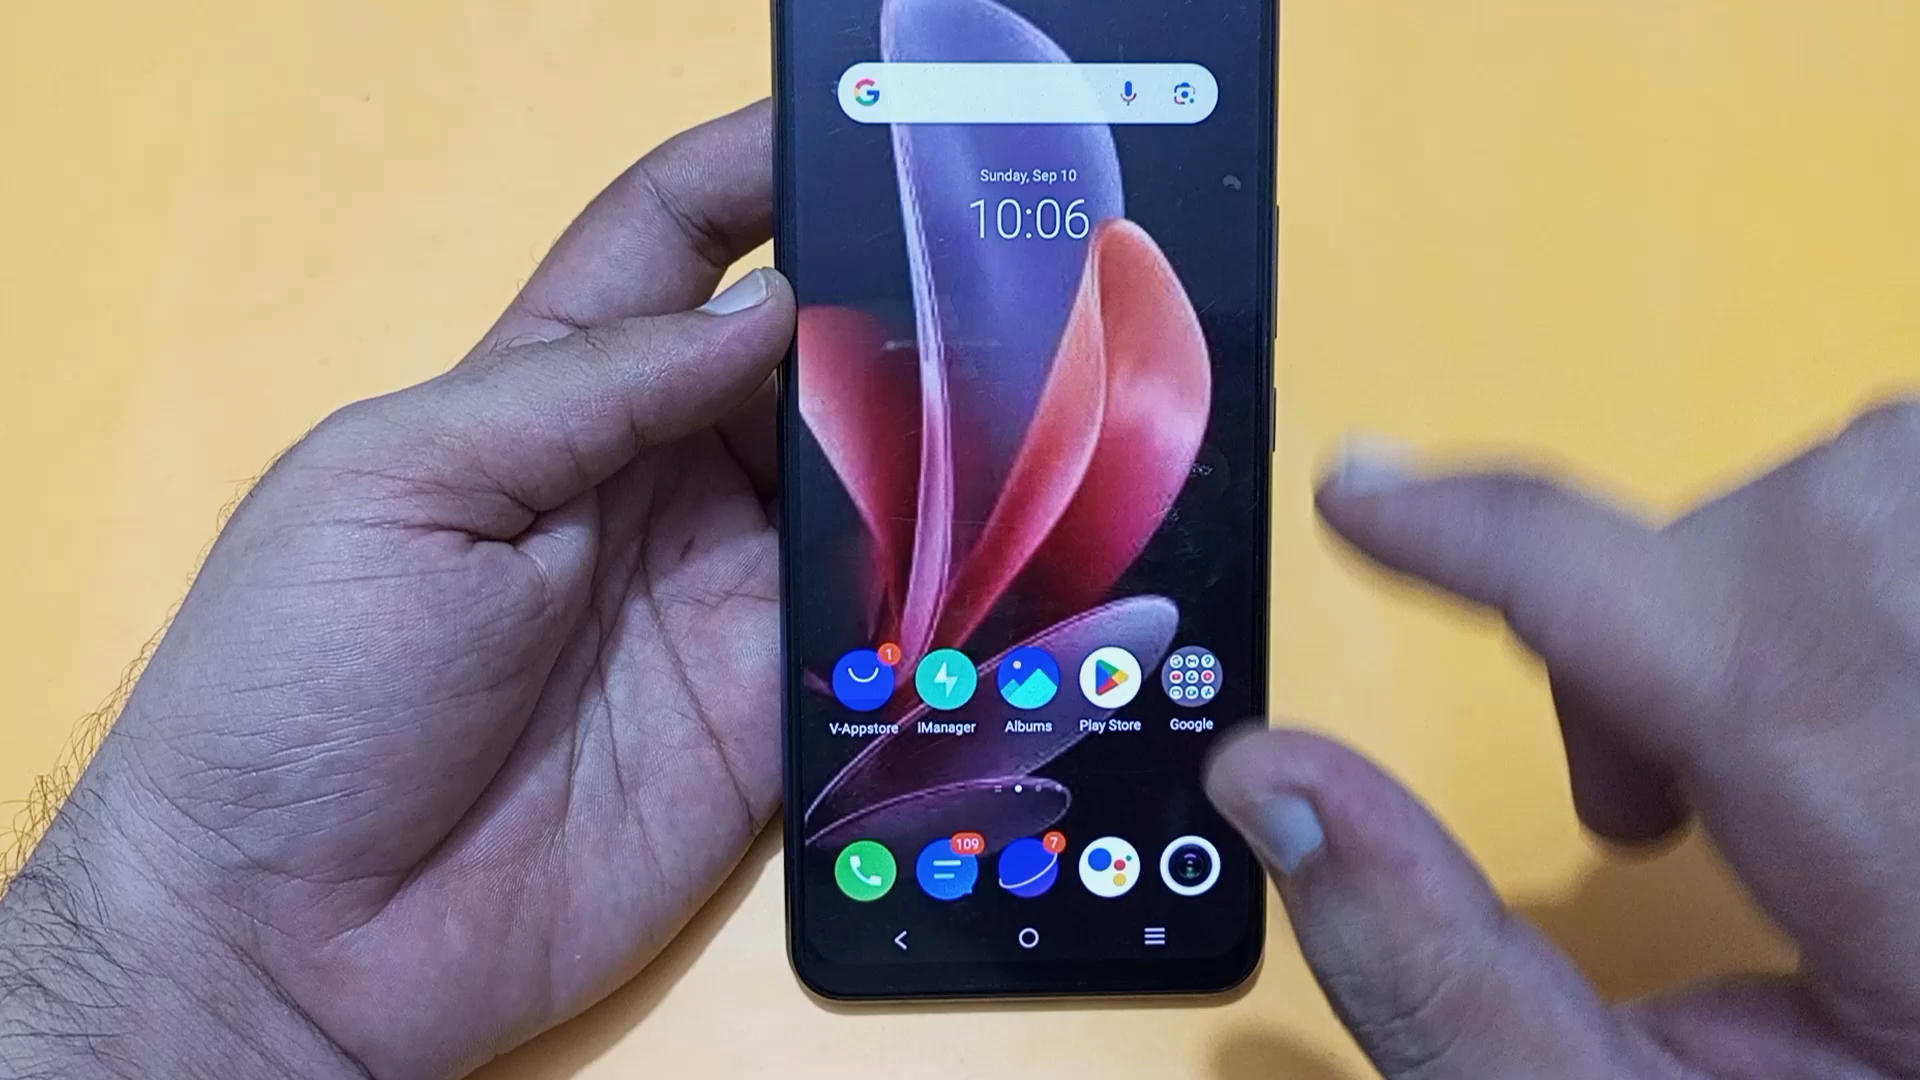 Sunday, Sep 10
10:06
1
V-Appstore
iManager
Albums
Play Store
Google
109
7